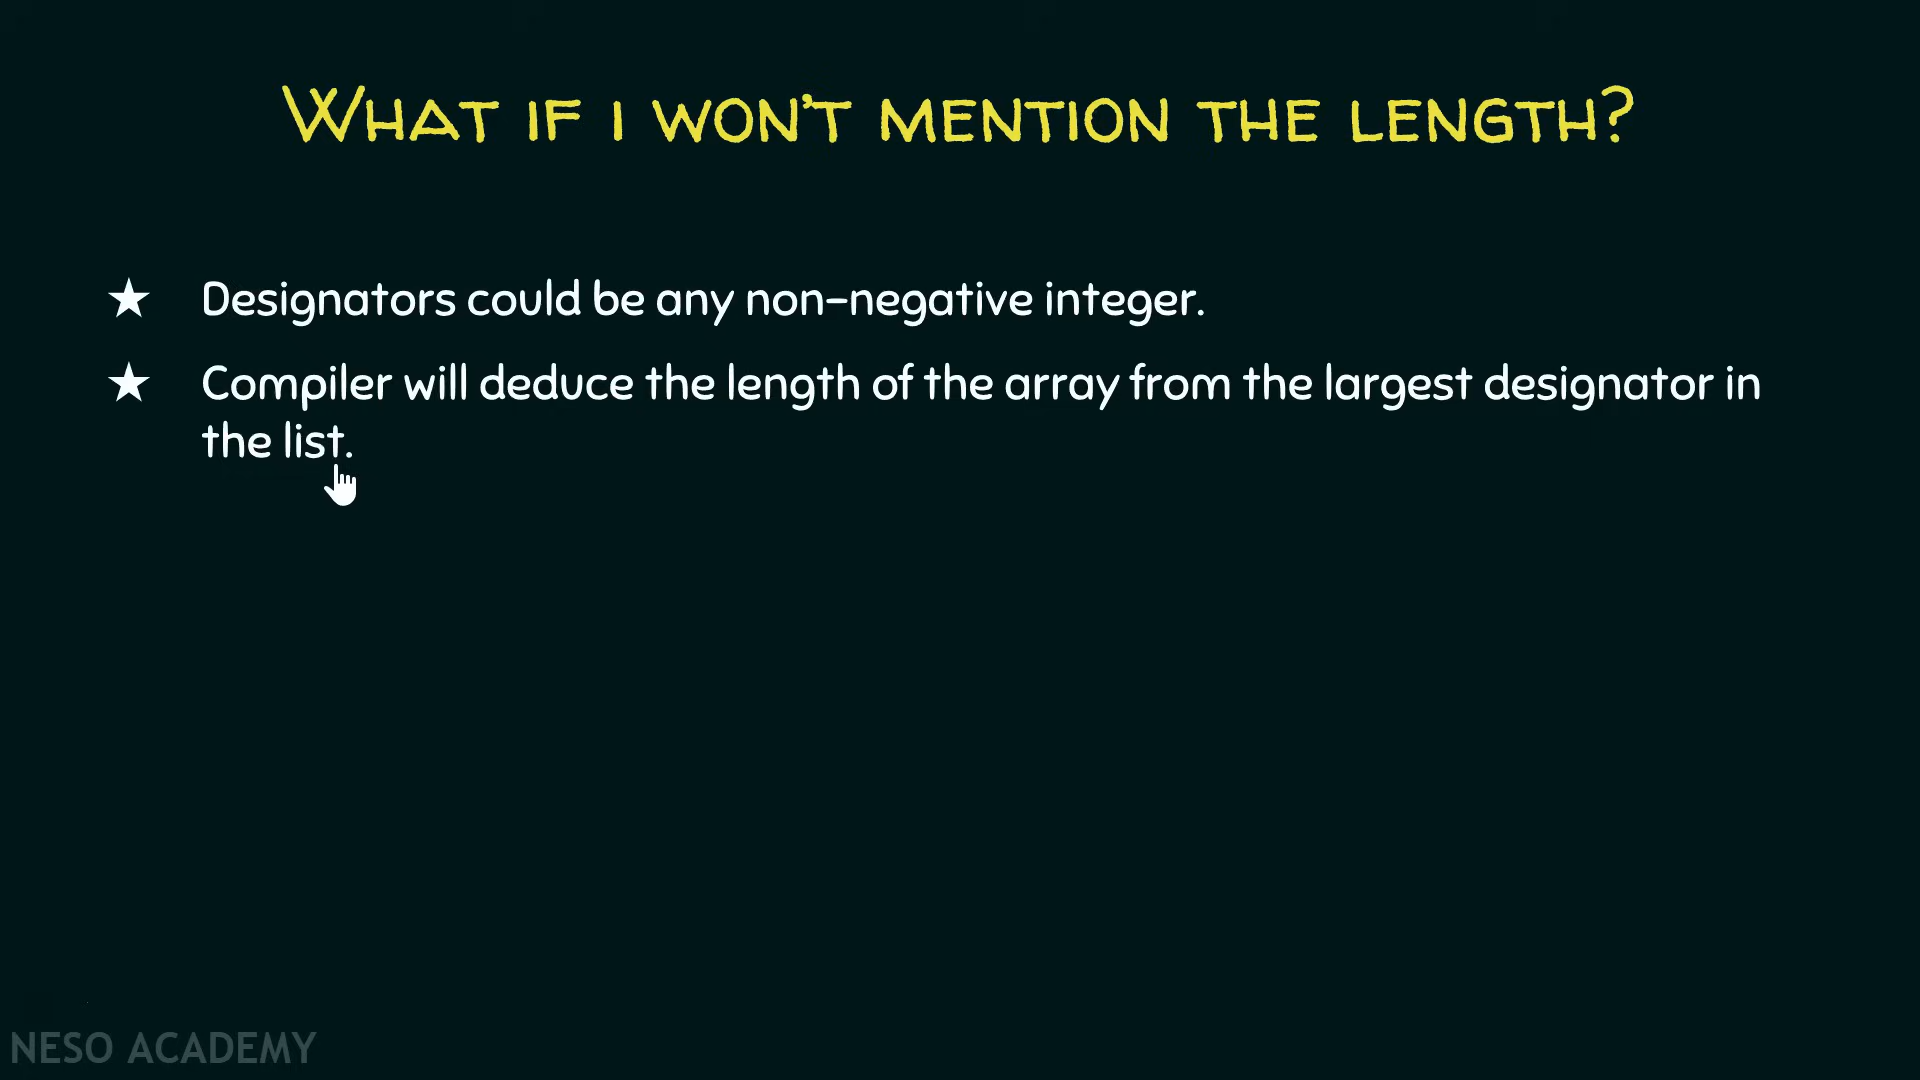 What if i won't mention the length?
★ Designators could be any non-negative integer.
★ Compiler will deduce the length of the array from the largest designator in
the list.
NESO ACADEMY